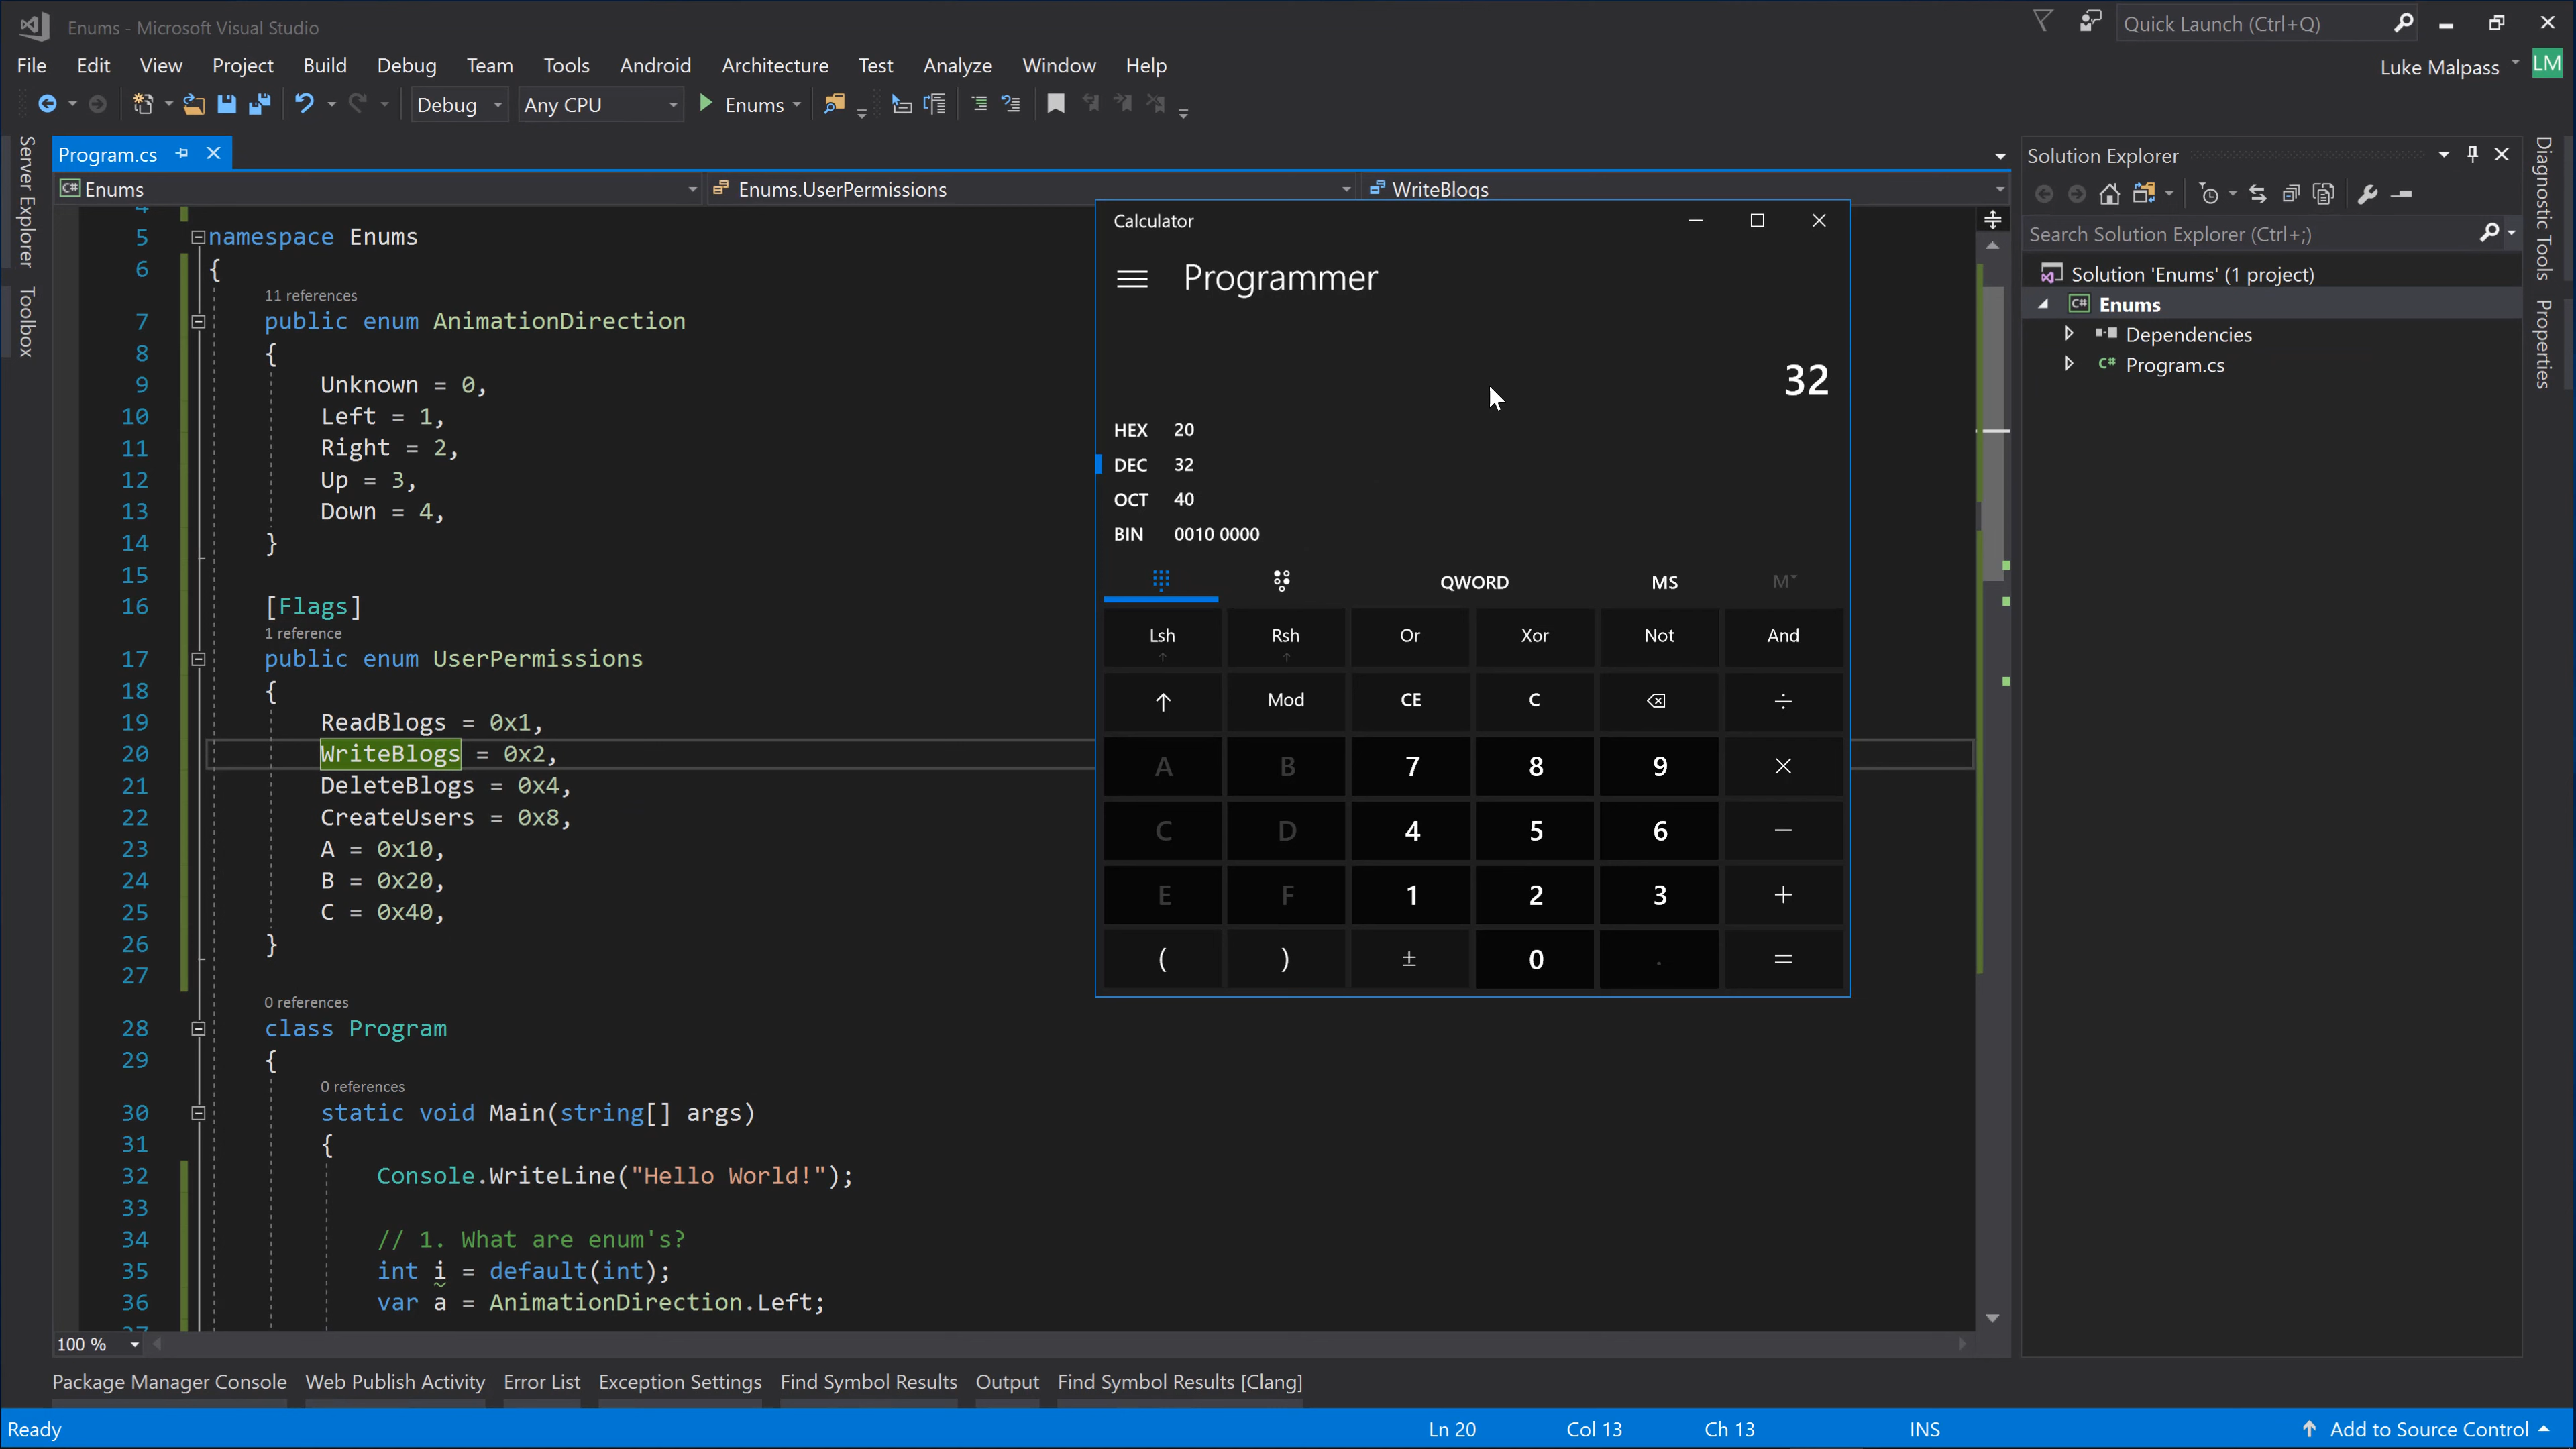 Enums - Microsoft Visual Studio
Quick Launch (Ctrl+Q)
File Edit View Project Build Debug Team Tools Android Architecture Test Analyze Window Help
Luke Malpass LM
Debug Any CPU Enums
Server Explorer
Toolbox
Program.cs
Enums Enums.UserPermissions WriteBlogs
4
5 namespace Enums
6 {
11 references
7 public enum AnimationDirection
8 {
9 Unknown = 0,
10 Left = 1,
11 Right = 2,
12 Up = 3,
13 Down = 4,
14 }
15
16 [Flags]
1 reference
17 public enum UserPermissions
18 {
19 ReadBlogs = 0x1,
20 WriteBlogs = 0x2,
21 DeleteBlogs = 0x4,
22 CreateUsers = 0x8,
23 A = 0x10,
24 B = 0x20,
25 C = 0x40,
26 }
27
0 references
28 class Program
29 {
0 references
30 static void Main(string[] args)
31 {
32 Console.WriteLine("Hello World!");
33
34 // 1. What are enum's?
35 int i = default(int);
36 var a = AnimationDirection.Left;
100 %
Calculator
Programmer
32
HEX 20
DEC 32
OCT 40
BIN 0010 0000
QWORD MS M
Lsh Rsh Or Xor Not And
↑ Mod CE C ÷
A B 7 8 9 ×
C D 4 5 6 −
E F 1 2 3 +
( ) ± 0 . =
Solution Explorer
Search Solution Explorer (Ctrl+;)
Solution 'Enums' (1 project)
C# Enums
Dependencies
C# Program.cs
Diagnostic Tools
Properties
Package Manager Console Web Publish Activity Error List Exception Settings Find Symbol Results Output Find Symbol Results [Clang]
Ready Ln 20 Col 13 Ch 13 INS Add to Source Control